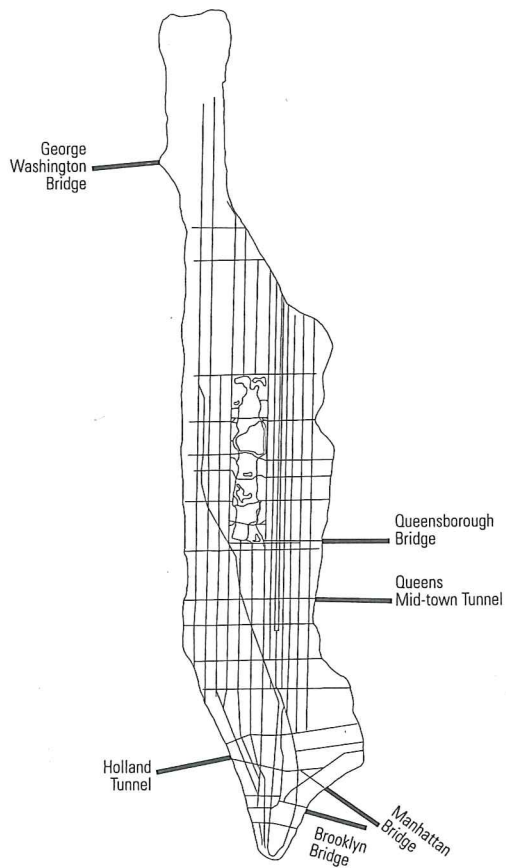 George
Washington
Bridge
Queensborough
Bridge
Queens
Mid-town Tunnel
Holland
Tunnel
Manhattan
Bridge
Brooklyn
Bridge